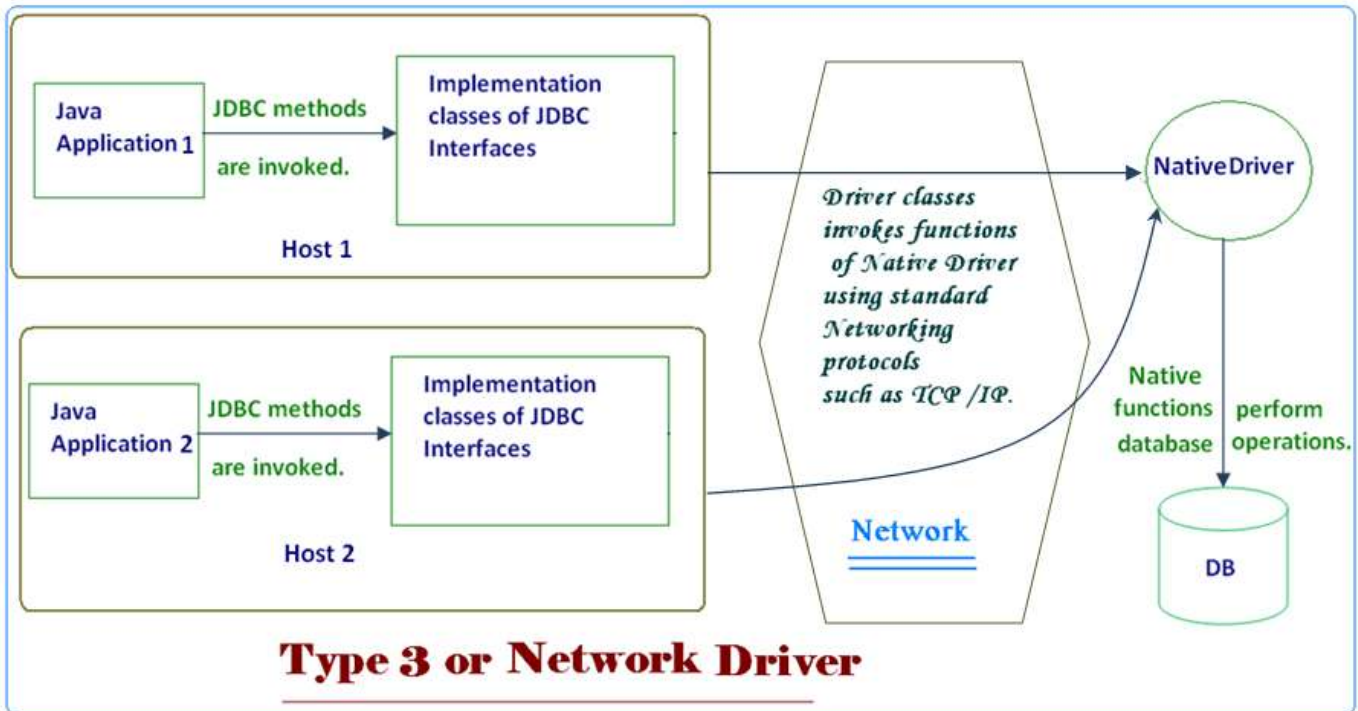 Java
Application 1
JDBC methods
are invoked.
Implementation
classes of JDBC
Interfaces
Host 1
Java
Application 2
JDBC methods
are invoked.
Implementation
classes of JDBC
Interfaces
Host 2
Driver classes
invokes functions
of Native Driver
using standard
Networking
protocols
such as TCP /IP.
Network
NativeDriver
Native
functions
database
perform
operations.
DB
Type 3 or Network Driver